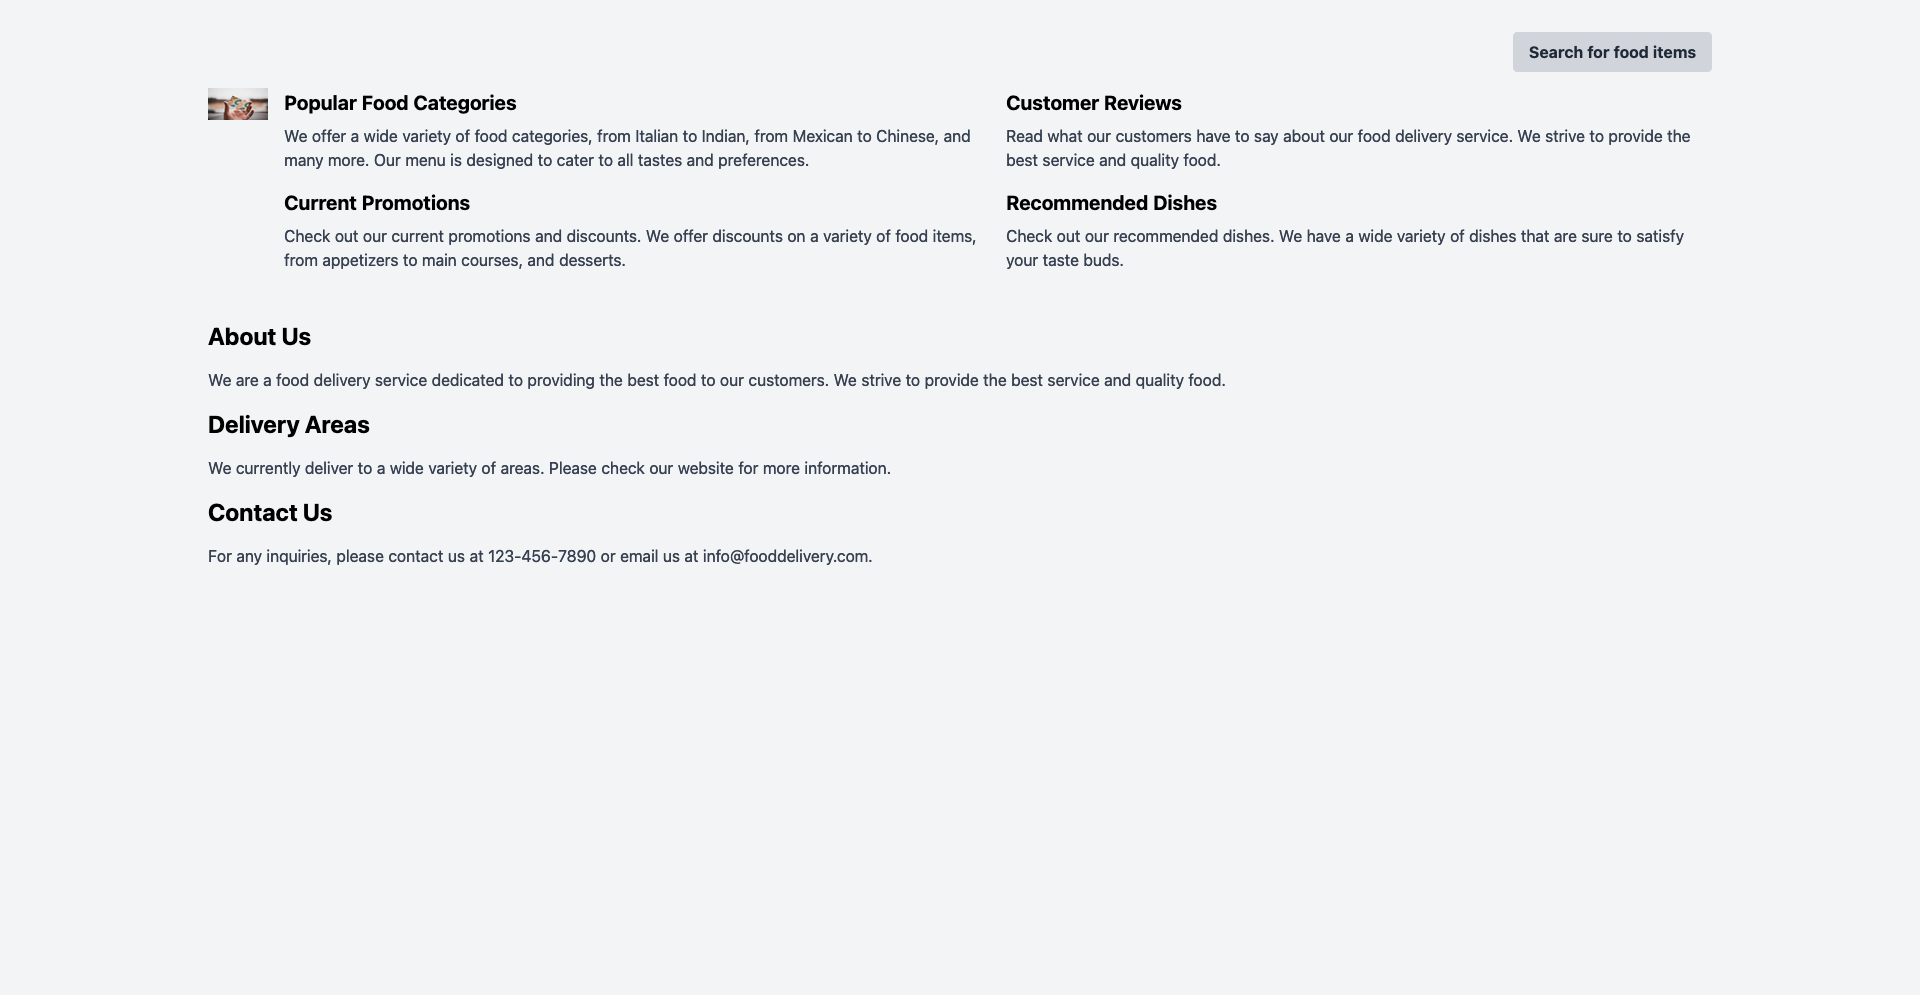 Search for food items
Popular Food Categories
We offer a wide variety of food categories, from Italian to Indian, from Mexican to Chinese, and
many more. Our menu is designed to cater to all tastes and preferences.
Current Promotions
Check out our current promotions and discounts. We offer discounts on a variety of food items,
from appetizers to main courses, and desserts.
Customer Reviews
Read what our customers have to say about our food delivery service. We strive to provide the
best service and quality food.
Recommended Dishes
Check out our recommended dishes. We have a wide variety of dishes that are sure to satisfy
your taste buds.
About Us
We are a food delivery service dedicated to providing the best food to our customers. We strive to provide the best service and quality food.
Delivery Areas
We currently deliver to a wide variety of areas. Please check our website for more information.
Contact Us
For any inquiries, please contact us at 123-456-7890 or email us at info@fooddelivery.com.